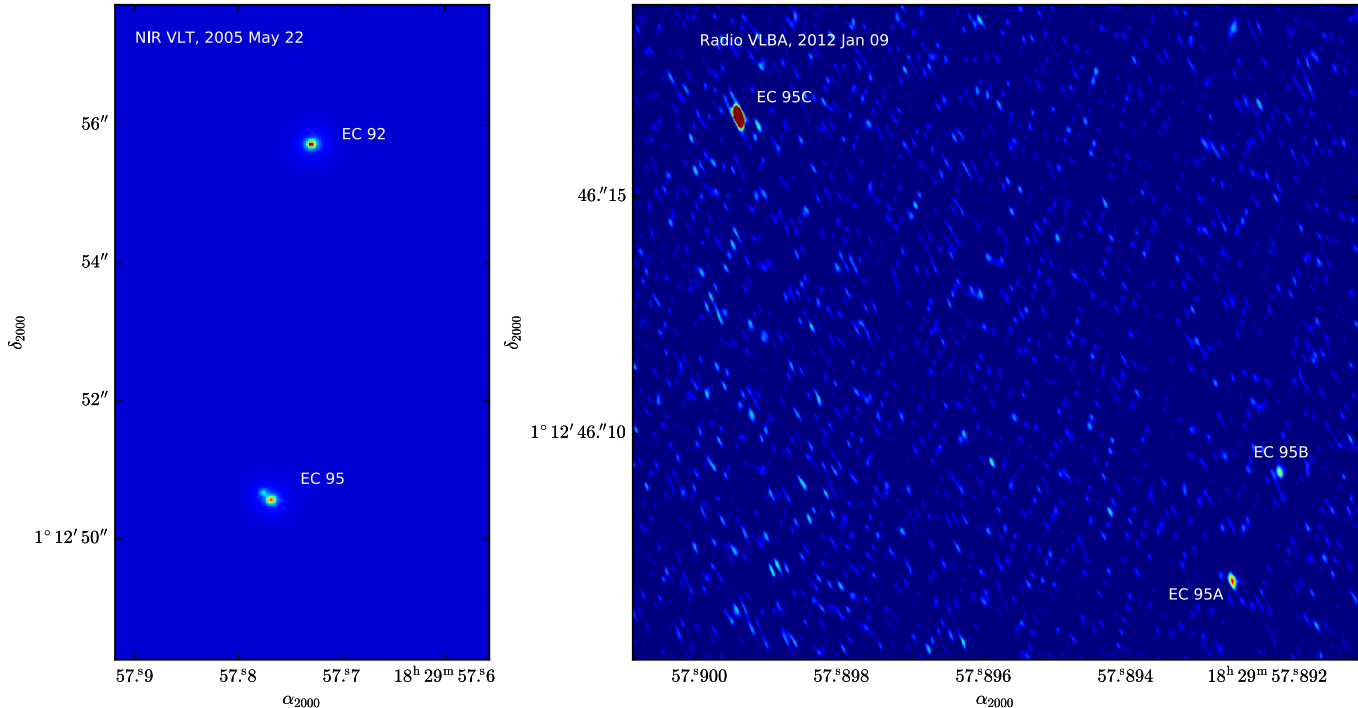 NIR VLT, 2005 May 22
EC 92
EC 95
56″
54″
52″
1° 12′ 50″
δ2000
57.ˢ9
57.ˢ8
57.ˢ7
18ʰ 29ᵐ 57.ˢ6
α2000
Radio VLBA, 2012 Jan 09
EC 95C
EC 95B
EC 95A
46.″15
1° 12′ 46.″10
δ2000
57.ˢ900
57.ˢ898
57.ˢ896
57.ˢ894
18ʰ 29ᵐ 57.ˢ892
α2000